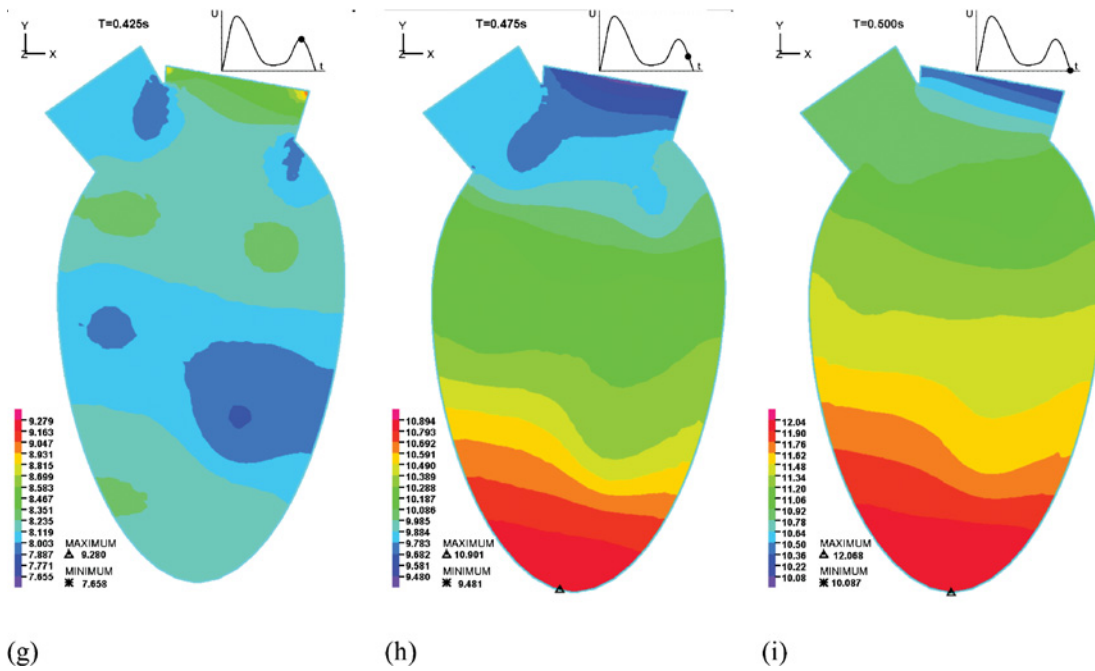 Y
Z X
T=0.425s
U
t
9.279
9.163
9.047
8.931
8.815
8.699
8.583
8.467
8.351
8.235
8.119
8.003
7.887
7.771
7.655
MAXIMUM
9.280
MINIMUM
7.658
(g)
Y
Z X
T=0.475s
U
t
10.894
10.793
10.692
10.591
10.490
10.389
10.288
10.187
10.086
9.985
9.884
9.783
9.682
9.581
9.480
MAXIMUM
10.901
MINIMUM
9.481
(h)
Y
Z X
T=0.500s
U
t
12.04
11.90
11.76
11.62
11.48
11.34
11.20
11.06
10.92
10.78
10.64
10.50
10.36
10.22
10.08
MAXIMUM
12.068
MINIMUM
10.087
(i)